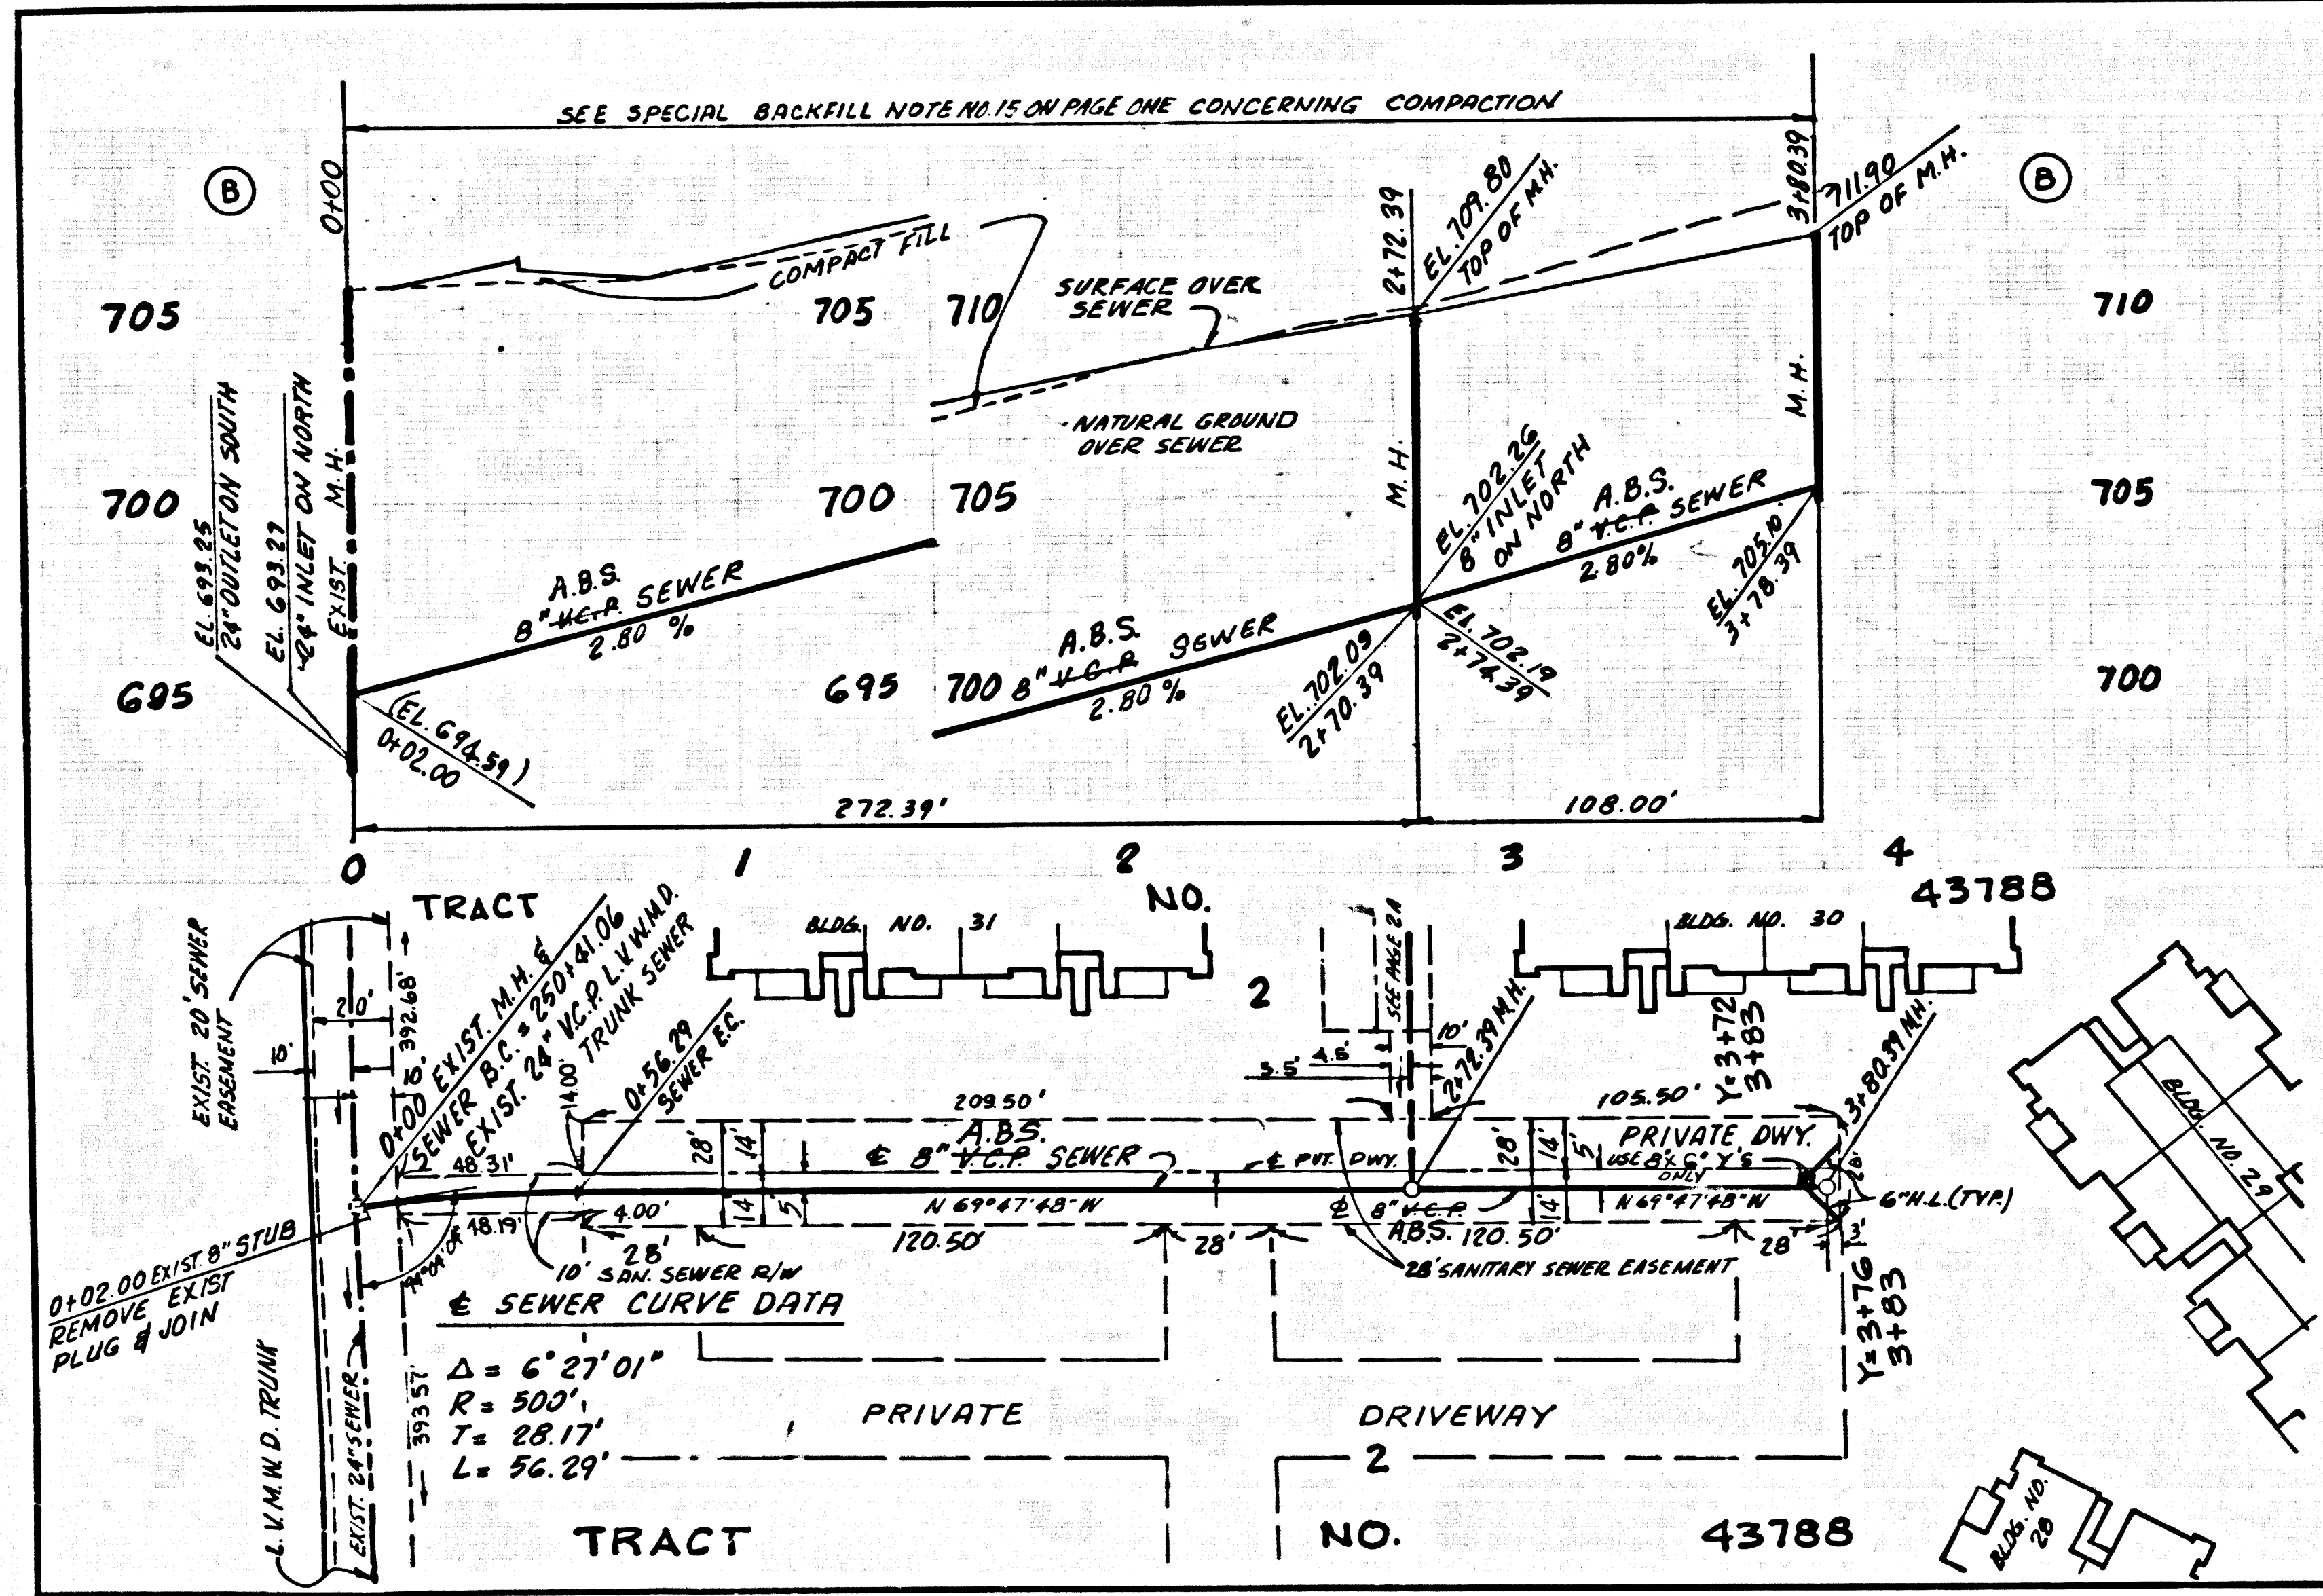 SEE SPECIAL BACKFILL NOTE NO.15 ON PAGE ONE CONCERNING COMPACTION
B
0+00
2+72.39
EL. 709.80
TOP OF M.H.
3+80.39
711.90
TOP OF M.H.
B
COMPACT FILL
SURFACE OVER
SEWER
705
705
710
710
NATURAL GROUND
OVER SEWER
EL. 693.25
24" OUTLET ON SOUTH
EL. 693.27
24" INLET ON NORTH
EXIST. M.H.
M.H.
M.H.
700
700
705
705
EL. 702.26
8" INLET
ON NORTH
A.B.S.
8" V.C.P. SEWER
2.80 %
A.B.S.
8" V.C.P. SEWER
2.80 %
A.B.S.
8" V.C.P. SEWER
2.80%
695
695
700
700
(EL. 694.59)
0+02.00
EL. 702.09
2+70.39
EL. 702.19
2+74.39
EL. 705.10
3+78.39
272.39'
108.00'
0
1
2
3
4
TRACT
NO.
43788
EXIST. 20' SEWER
EASEMENT
20'
10'
10'
392.68'
0+00 EXIST. M.H. &
SEWER B.C. = 250+41.06
EXIST. 24" V.C.P. L.V.M.W.D.
TRUNK SEWER
BLDG. NO. 31
BLDG. NO. 30
2
SEE PAGE 2A
10'
4.5'
5.5'
14.00'
0+56.29
SEWER E.C.
2+72.39 M.H.
Y=3+72
3+83
3+80.39 M.H.
BLDG. NO. 29
48.31'
209.50'
105.50'
28'
14'
A.B.S.
℄ 8" V.C.P. SEWER
℄ PVT. DWY.
28'
14'
5'
PRIVATE DWY.
USE 8"X6" Y'S
ONLY
28'
4.00'
14'
5'
N 69°47'48" W
℄ 8" V.C.P.
A.B.S.
14'
N 69°47'48" W
6" H.L. (TYP.)
48.19'
94°04'04"
28'
120.50'
28'
120.50'
28'
3'
10' SAN. SEWER R/W
28' SANITARY SEWER EASEMENT
0+02.00 EXIST. 8" STUB
REMOVE EXIST
PLUG & JOIN
℄ SEWER CURVE DATA
Δ = 6°27'01"
R = 500'
T = 28.17'
L = 56.29'
Y=3+76
3+83
L.V.M.W.D. TRUNK
EXIST. 24" SEWER
393.57'
PRIVATE
DRIVEWAY
2
TRACT
NO.
43788
BLDG. NO.
28